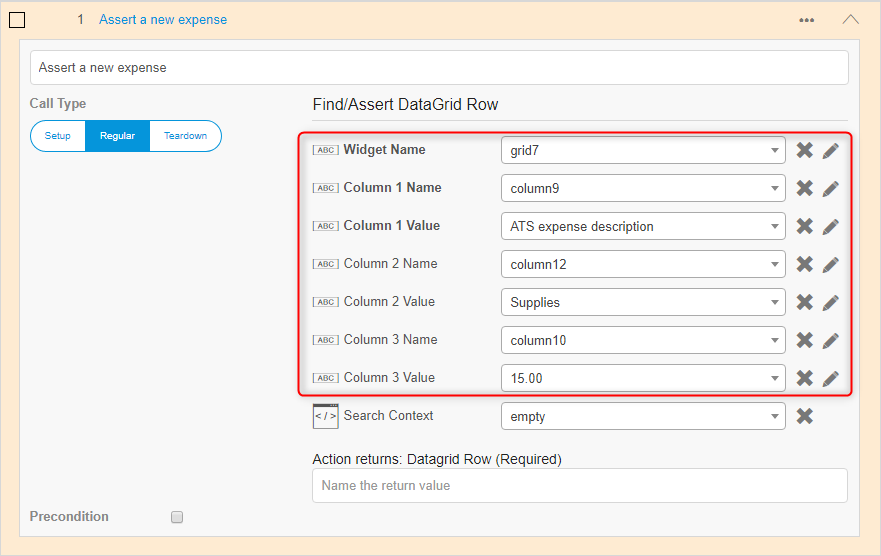 1 Assert a new expense •••
Assert a new expense
Call Type
Setup Regular Teardown
Find/Assert DataGrid Row
ABC Widget Name grid7
ABC Column 1 Name column9
ABC Column 1 Value ATS expense description
ABC Column 2 Name column12
ABC Column 2 Value Supplies
ABC Column 3 Name column10
ABC Column 3 Value 15.00
</> Search Context empty
Action returns: Datagrid Row (Required)
Name the return value
Precondition